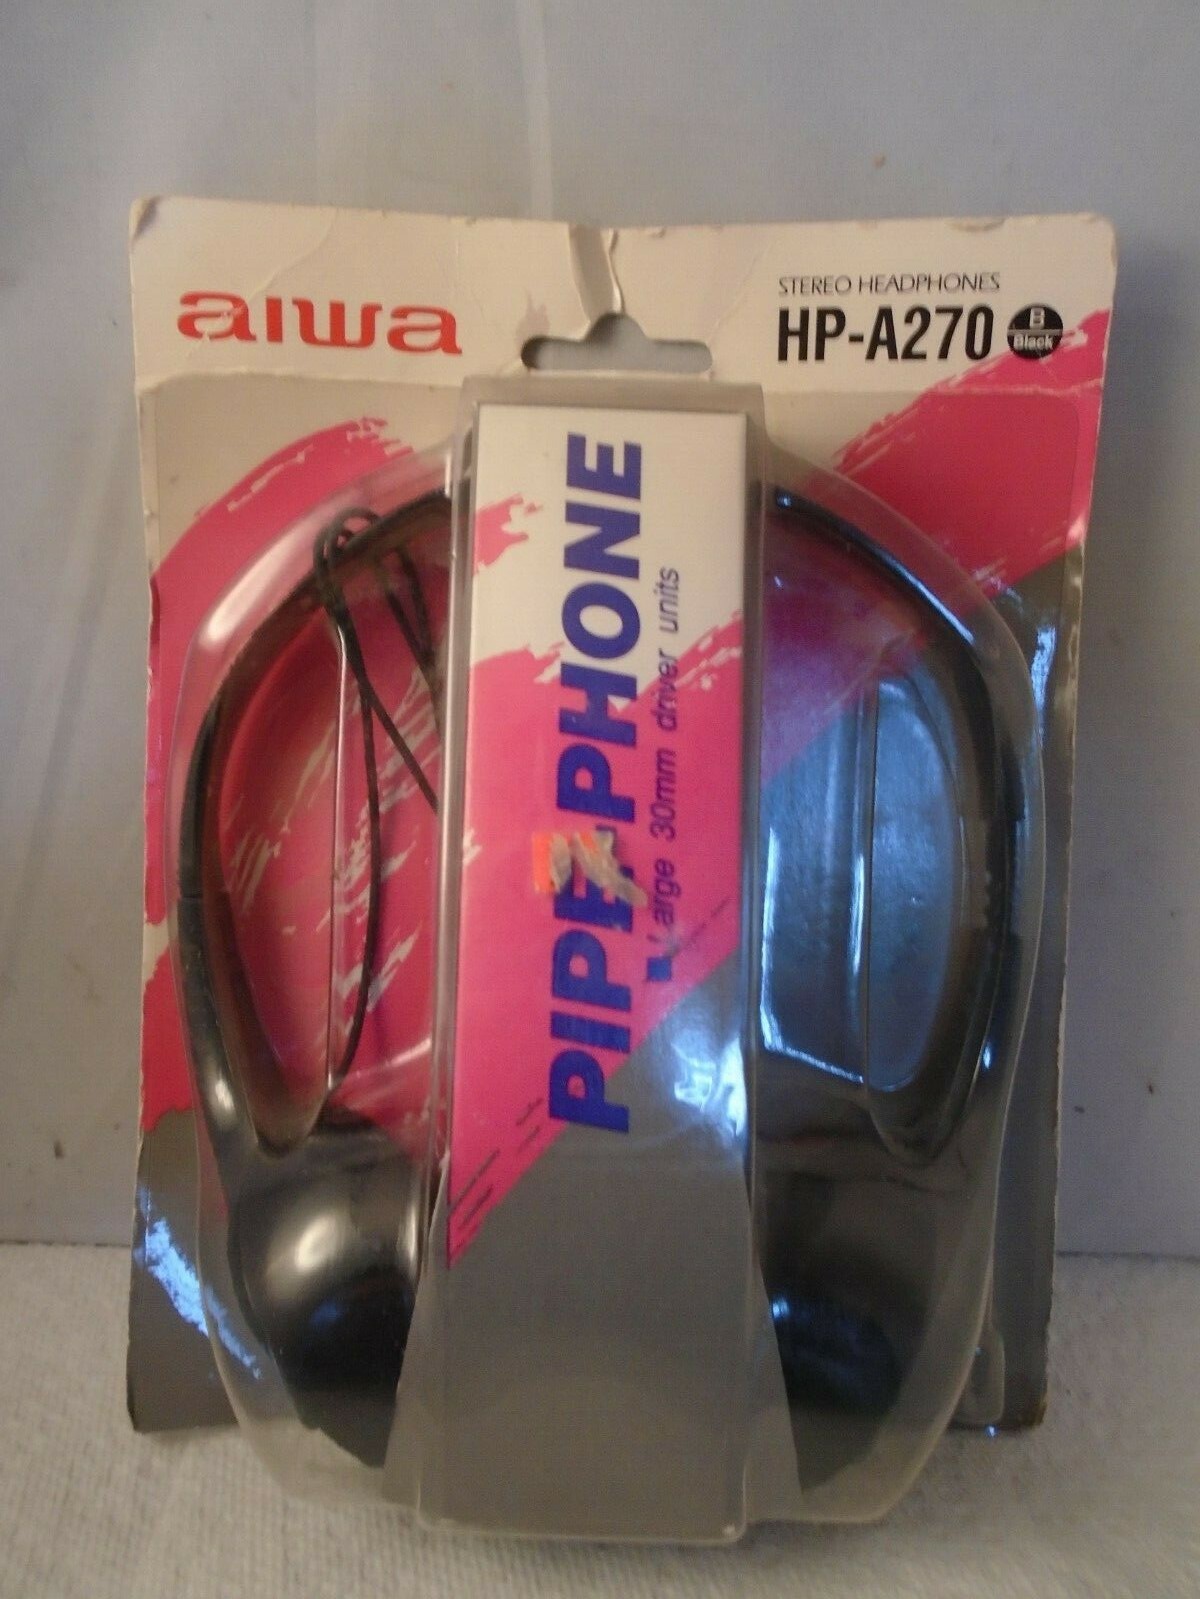 aiwa
STEREO HEADPHONES
HP-A270
B
Black
PIPE-PHONE
Large 30mm driver units